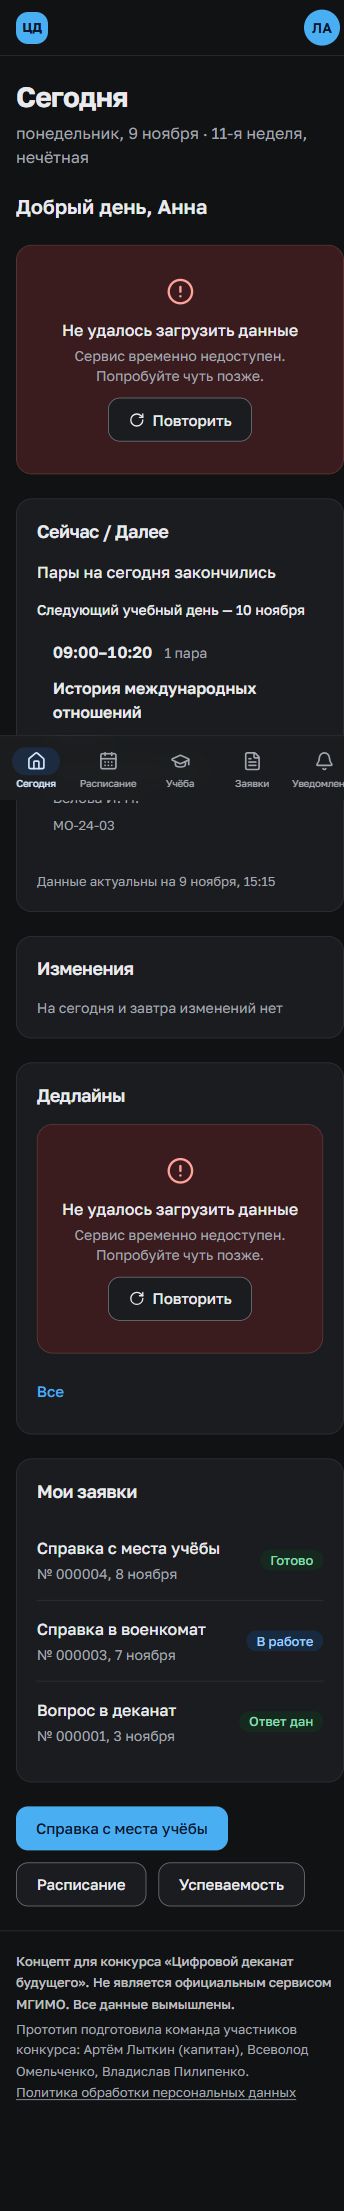 ЦД
ЛА
Сегодня
понедельник, 9 ноября · 11-я неделя,
нечётная
Добрый день, Анна
Не удалось загрузить данные
Сервис временно недоступен.
Попробуйте чуть позже.
Повторить
Сейчас / Далее
Пары на сегодня закончились
Следующий учебный день — 10 ноября
09:00–10:20 1 пара
История международных
отношений
Сегодня
Расписание
Учёба
Заявки
МО-24-03
Данные актуальны на 9 ноября, 15:15
Изменения
На сегодня и завтра изменений нет
Дедлайны
Не удалось загрузить данные
Сервис временно недоступен.
Попробуйте чуть позже.
Повторить
Все
Мои заявки
Справка с места учёбы
№ 000004, 8 ноября
Готово
Справка в военкомат
№ 000003, 7 ноября
В работе
Вопрос в деканат
№ 000001, 3 ноября
Ответ дан
Справка с места учёбы
Расписание
Успеваемость
Концепт для конкурса «Цифровой деканат
будущего». Не является официальным сервисом
МГИМО. Все данные вымышлены.
Прототип подготовила команда участников
конкурса: Артём Лыткин (капитан), Всеволод
Омельченко, Владислав Пилипенко.
Политика обработки персональных данных